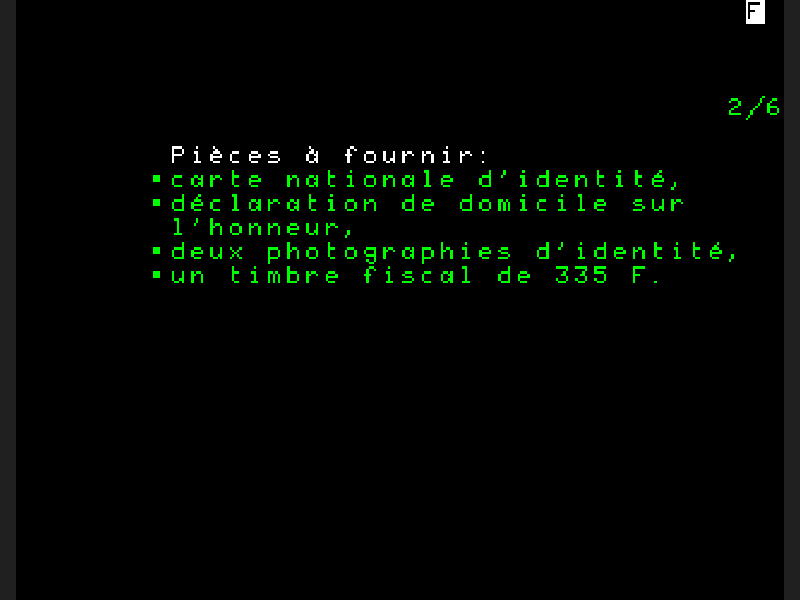 F
2/6
Pièces à fournir:
▪carte nationale d'identité,
▪déclaration de domicile sur
l'honneur,
▪deux photographies d'identité,
▪un timbre fiscal de 335 F.